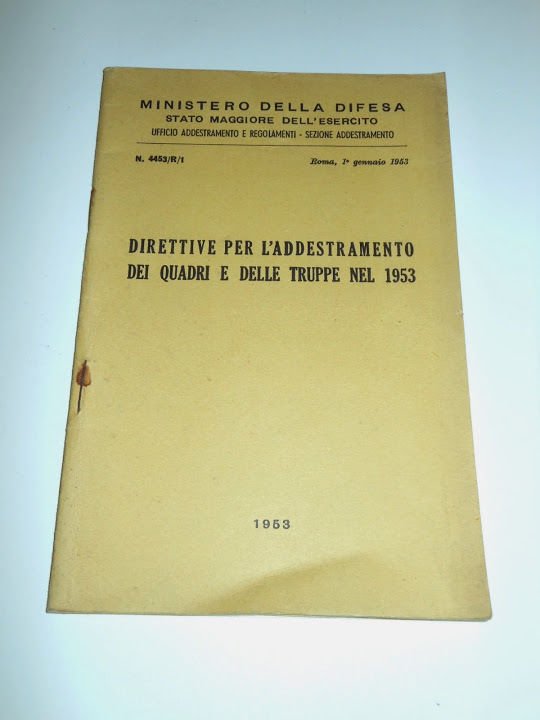 MINISTERO DELLA DIFESA
STATO MAGGIORE DELL'ESERCITO
UFFICIO ADDESTRAMENTO E REGOLAMENTI - SEZIONE ADDESTRAMENTO
N. 4453/R/1 Roma, 1º gennaio 1953
DIRETTIVE PER L'ADDESTRAMENTO
DEI QUADRI E DELLE TRUPPE NEL 1953
1953